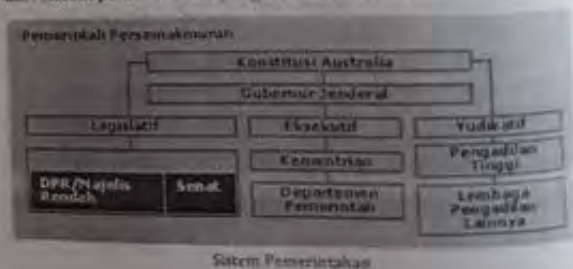 Pemerintah Persemakmuran
Konstitusi Australia
Gubernur Jenderal
Legislatif
Eksekutif
Yudikatif
DPR/Majelis
Rendah
Senat
Kementrian
Departemen
Pemerintah
Pengadilan
Tinggi
Lembaga
Pengadilan
Lainnya
Sistem Pemerintahan